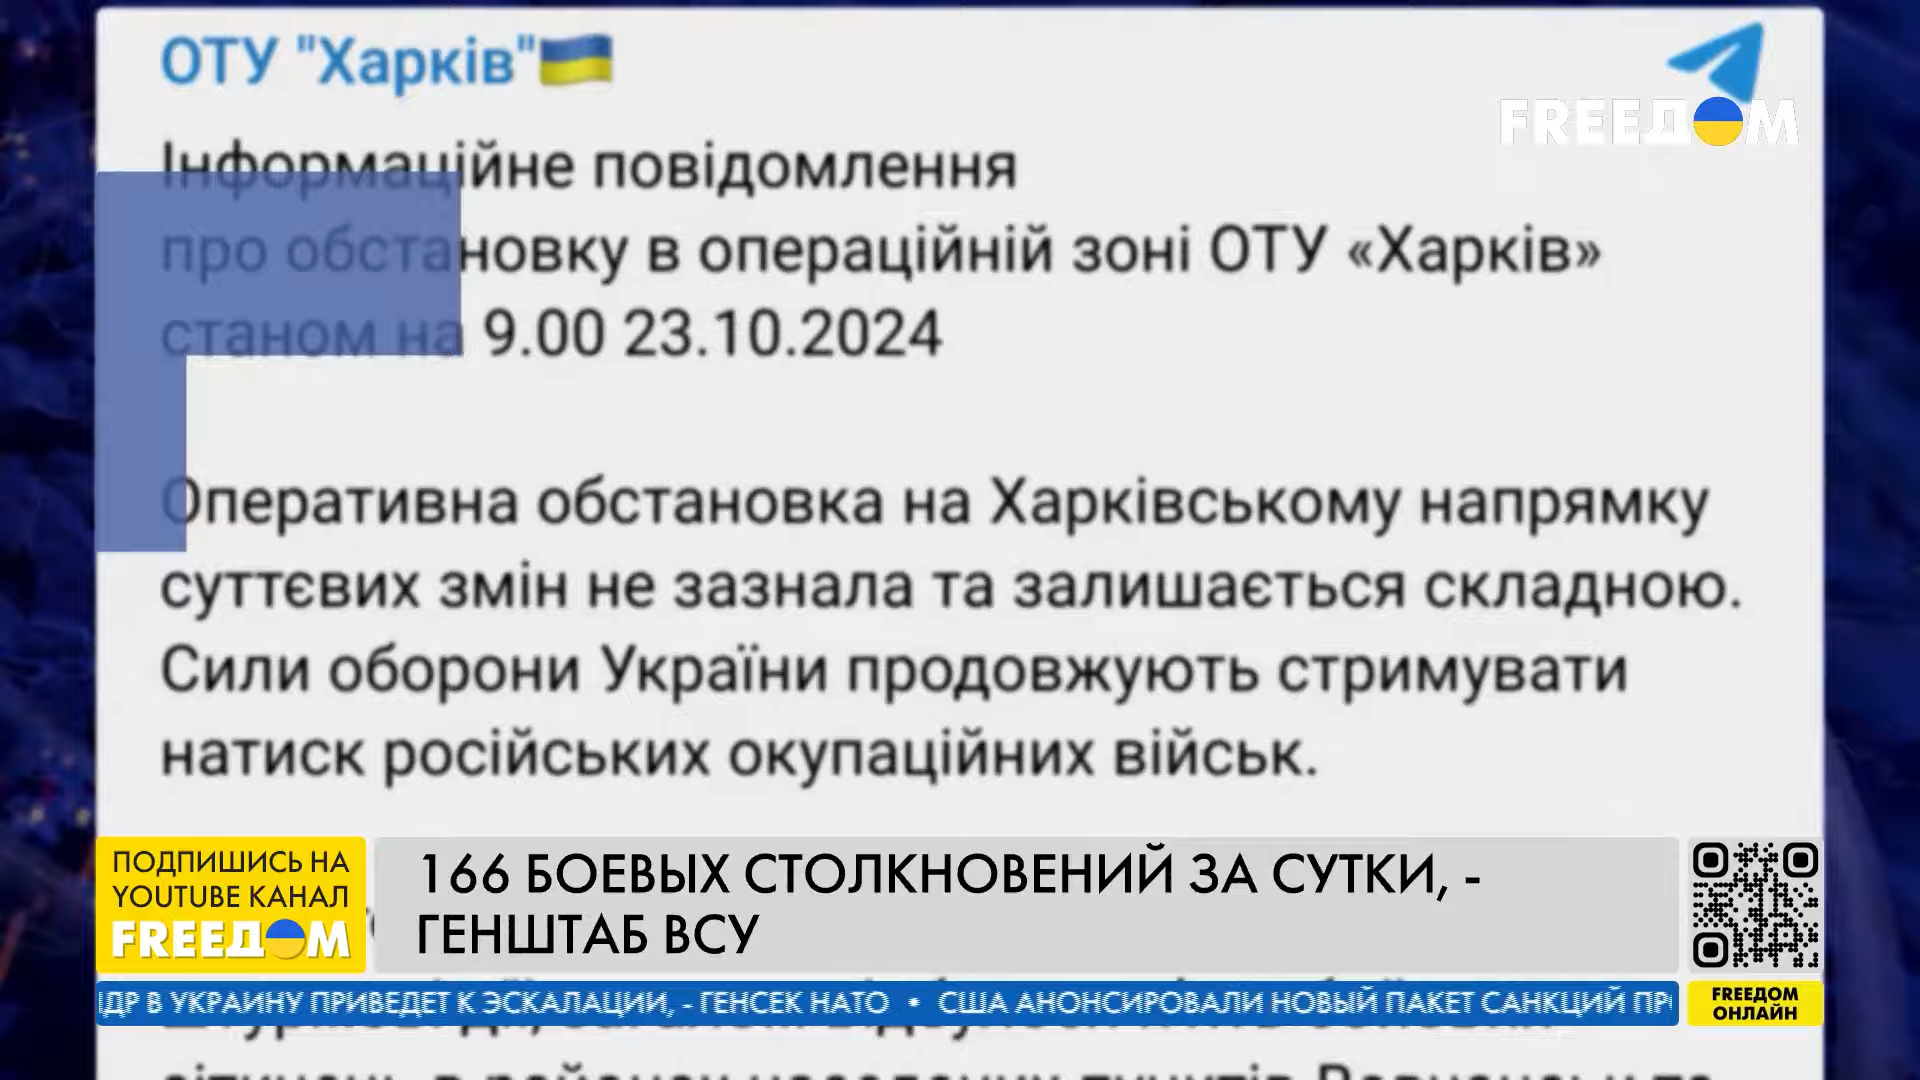 ОТУ "Харків"
FREEДOM
Інформаційне повідомлення
про обстановку в операційній зоні ОТУ «Харків»
станом на 9.00 23.10.2024
Оперативна обстановка на Харківському напрямку
суттєвих змін не зазнала та залишається складною.
Сили оборони України продовжують стримувати
натиск російських окупаційних військ.
ПОДПИШИСЬ НА
YOUTUBE КАНАЛ
FREEДOM
166 БОЕВЫХ СТОЛКНОВЕНИЙ ЗА СУТКИ, -
ГЕНШТАБ ВСУ
НДР В УКРАИНУ ПРИВЕДЕТ К ЭСКАЛАЦИИ, - ГЕНСЕК НАТО • США АНОНСИРОВАЛИ НОВЫЙ ПАКЕТ САНКЦИЙ
FREEДOM
ОНЛАЙН